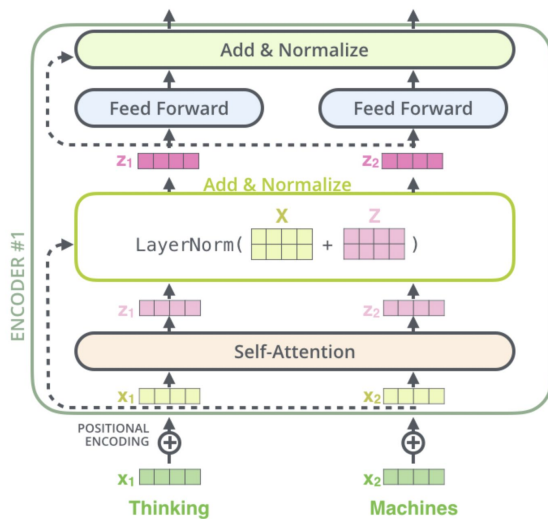 Add & Normalize
Feed Forward Feed Forward
z1 z2
Add & Normalize
X Z
LayerNorm( + )
ENCODER #1
z1 z2
Self-Attention
x1 x2
POSITIONAL
ENCODING
x1 x2
Thinking Machines